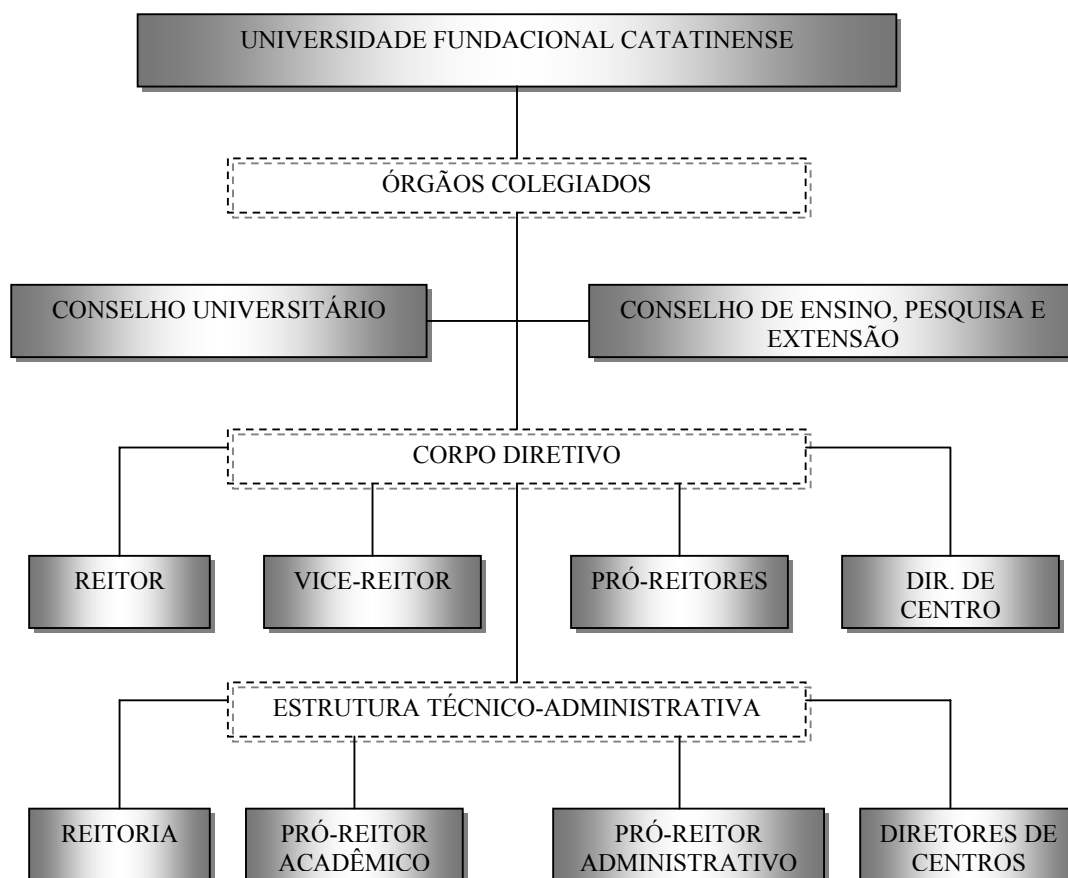 UNIVERSIDADE FUNDACIONAL CATATINENSE
ÓRGÃOS COLEGIADOS
CONSELHO UNIVERSITÁRIO
CONSELHO DE ENSINO, PESQUISA E
EXTENSÃO
CORPO DIRETIVO
REITOR
VICE-REITOR
PRÓ-REITORES
DIR. DE
CENTRO
ESTRUTURA TÉCNICO-ADMINISTRATIVA
REITORIA
PRÓ-REITOR
ACADÊMICO
PRÓ-REITOR
ADMINISTRATIVO
DIRETORES DE
CENTROS